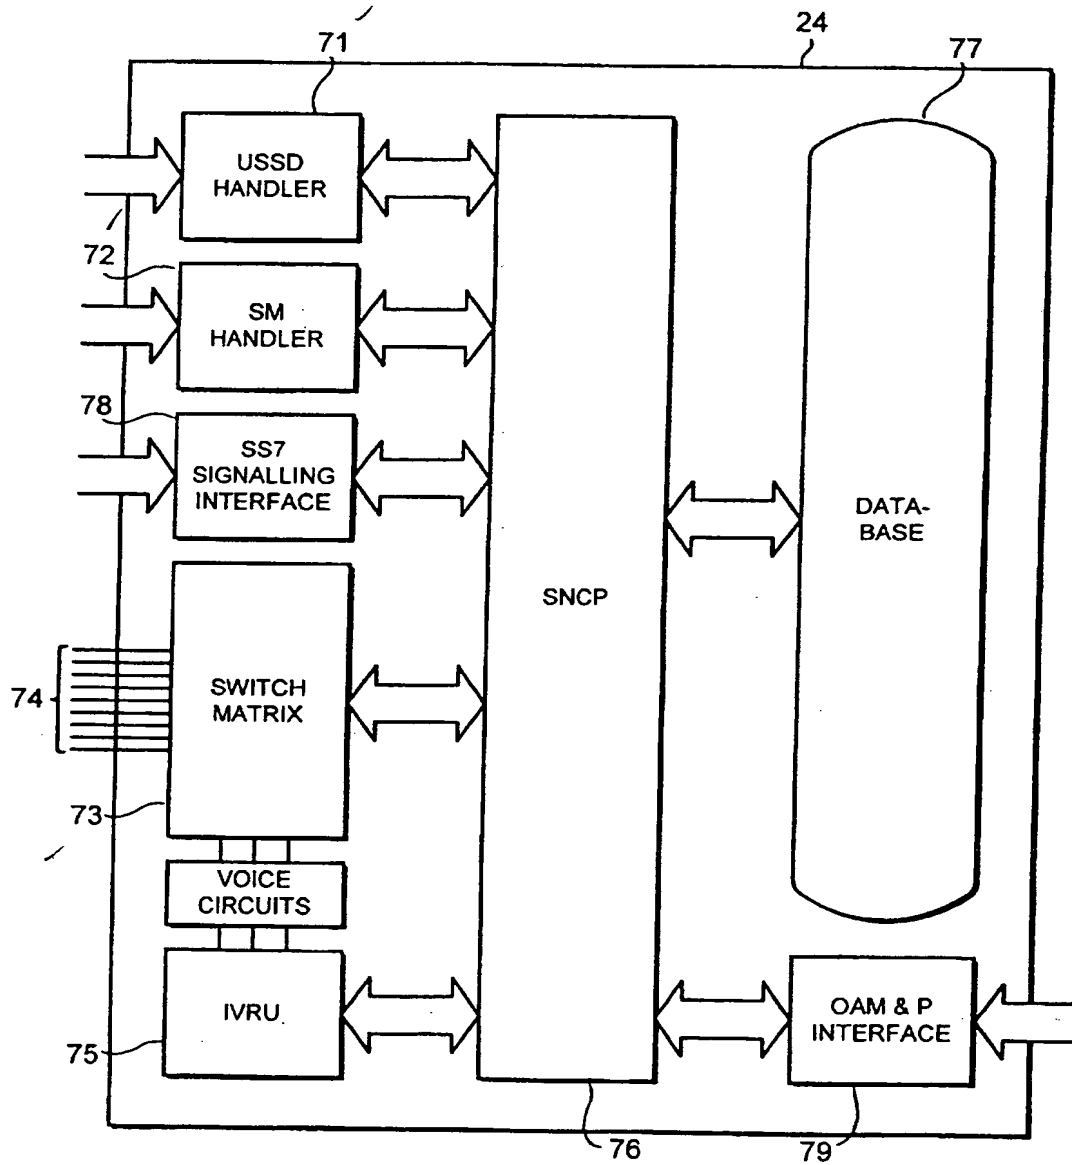 71
24
77
USSD
HANDLER
72
SM
HANDLER
78
SS7
SIGNALLING
INTERFACE
DATA-
BASE
SNCP
74
SWITCH
MATRIX
73
VOICE
CIRCUITS
IVRU
OAM & P
INTERFACE
75
76
79